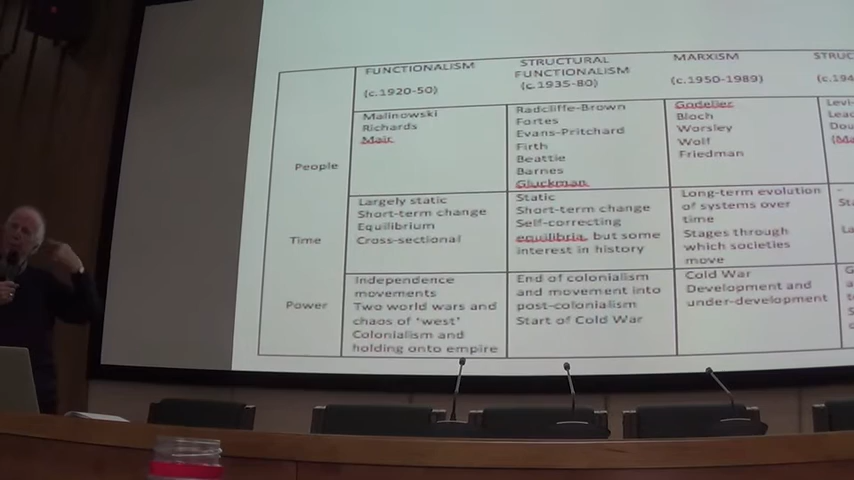 FUNCTIONALISM
(c.1920-50)
STRUCTURAL
FUNCTIONALISM
(c.1935-80)
MARXISM
(c.1950-1989)
People
Malinowski
Richards
Mair
Radcliffe-Brown
Fortes
Evans-Pritchard
Firth
Beattie
Barnes
Gluckman
Godelier
Bloch
Worsley
Wolf
Friedman
Time
Largely static
Short-term change
Equilibrium
Cross-sectional
Static
Short-term change
Self-correcting
equilibria, but some
interest in history
Long-term evolution
of systems over
time
Stages through
which societies
move
Power
Independence
movements
Two world wars and
chaos of 'west'
Colonialism and
holding onto empire
End of colonialism
and movement into
post-colonialism
Start of Cold War
Cold War
Development and
under-development